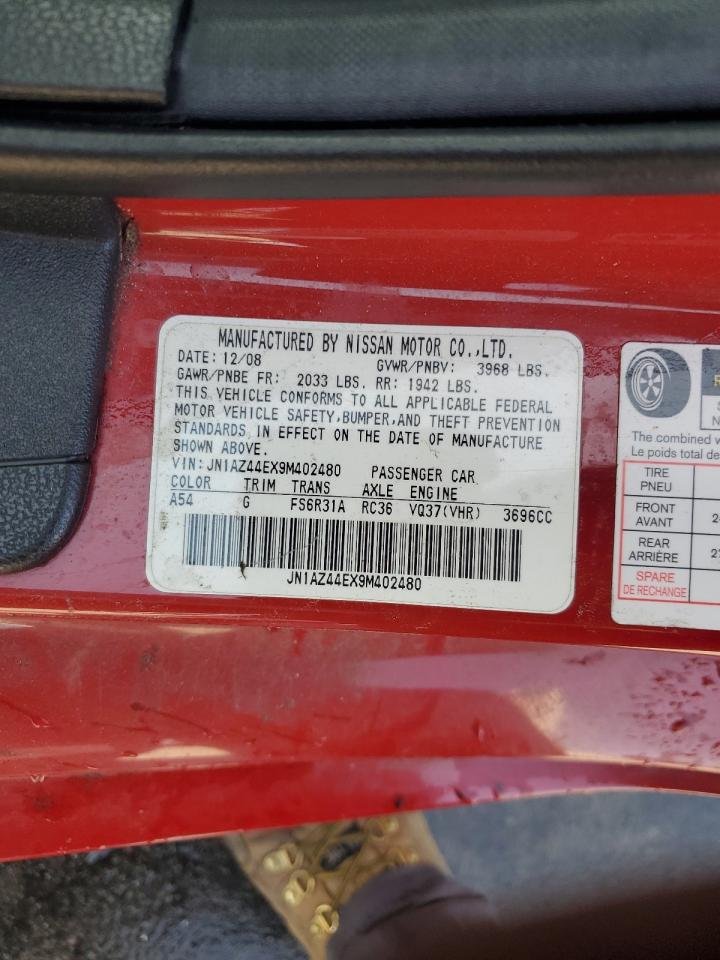 MANUFACTURED BY NISSAN MOTOR CO.,LTD.
DATE: 12/08 GVWR/PNBV: 3968 LBS.
GAWR/PNBE FR: 2033 LBS. RR: 1942 LBS.
THIS VEHICLE CONFORMS TO ALL APPLICABLE FEDERAL
MOTOR VEHICLE SAFETY,BUMPER,AND THEFT PREVENTION
STANDARDS IN EFFECT ON THE DATE OF MANUFACTURE
SHOWN ABOVE.
VIN: JN1AZ44EX9M402480 PASSENGER CAR
COLOR TRIM TRANS AXLE ENGINE
A54 G FS6R31A RC36 VQ37(VHR) 3696CC
JN1AZ44EX9M402480
The combined
Le poids total
TIRE
PNEU
FRONT
AVANT
REAR
ARRIÈRE
SPARE
DE RECHANGE